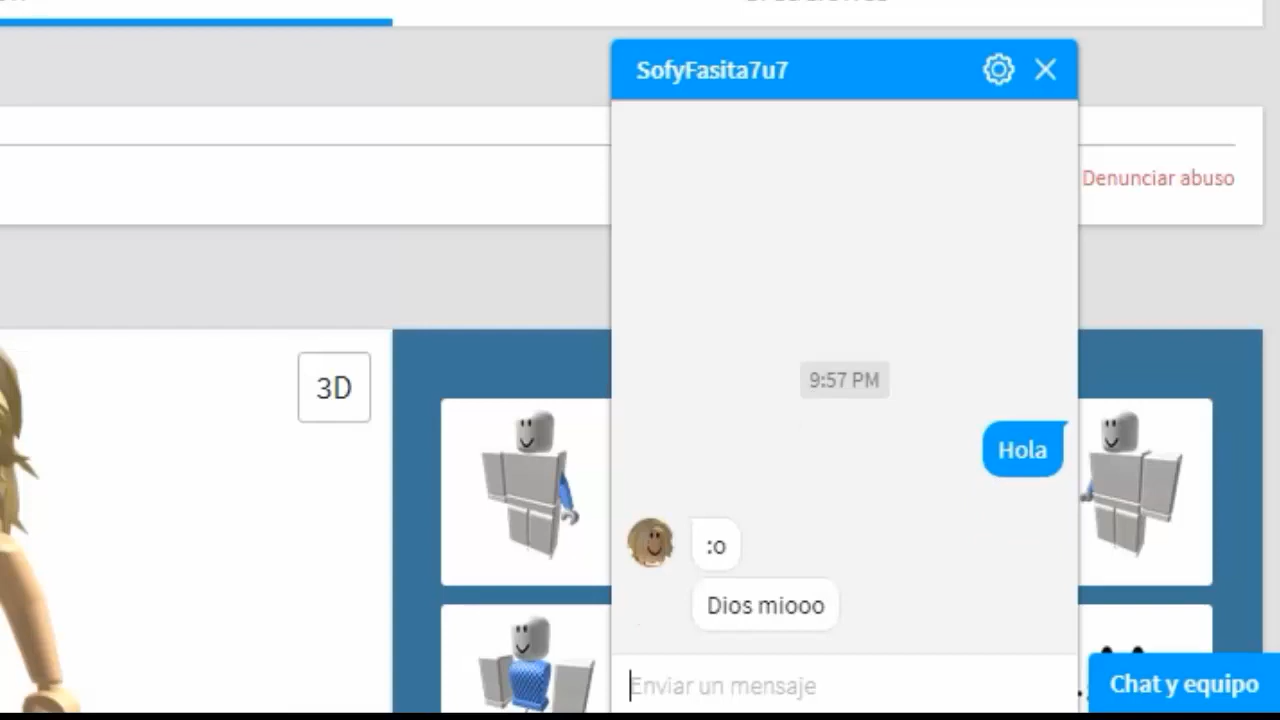 SofyFasita7u7
Denunciar abuso
3D
9:57 PM
Hola
:o
Dios miooo
Enviar un mensaje
Chat y equipo